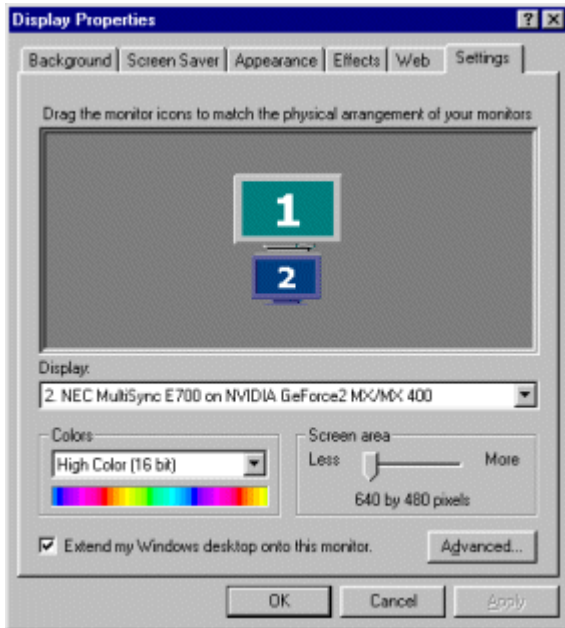 Display Properties
Background Screen Saver Appearance Effects Web Settings
Drag the monitor icons to match the physical arrangement of your monitors
1
2
Display:
2. NEC MultiSync E700 on NVIDIA GeForce2 MX/MX 400
Colors
High Color (16 bit)
Screen area
Less More
640 by 480 pixels
Extend my Windows desktop onto this monitor.
Advanced...
OK Cancel Apply